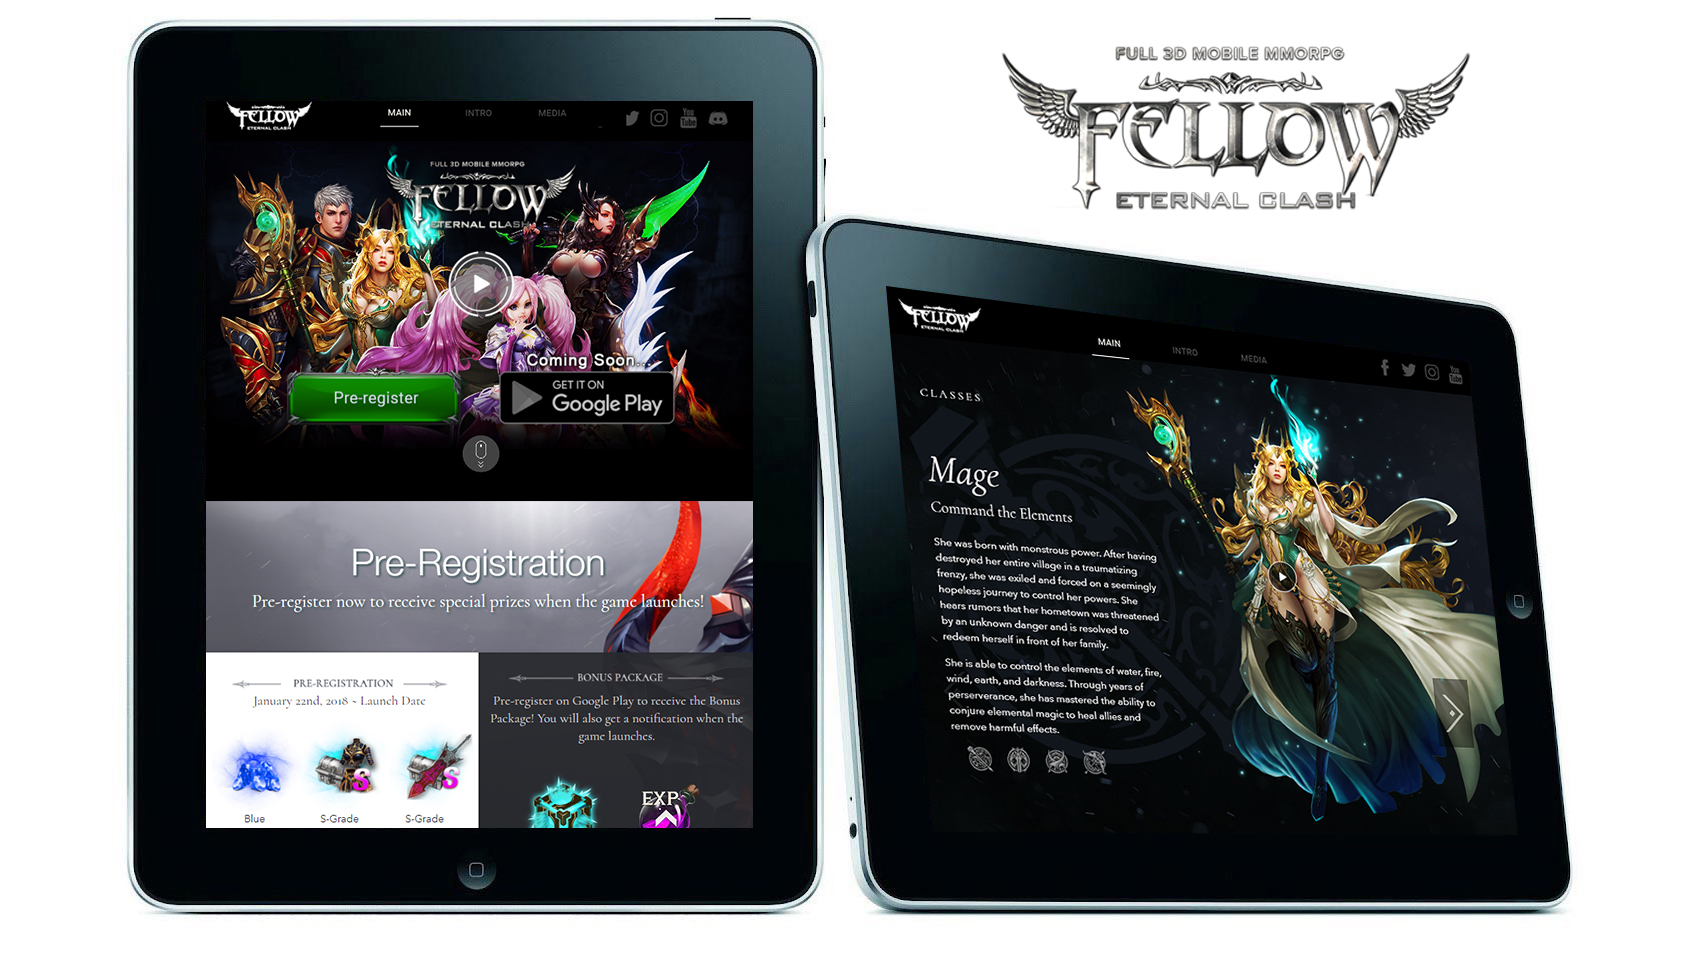 FULL 3D MOBILE MMORPG
FELLOW
ETERNAL CLASH
FELLOW
ETERNAL CLASH
MAIN
INTRO
MEDIA
You
Tube
FULL 3D MOBILE MMORPG
FELLOW
ETERNAL CLASH
Coming Soon...
Pre-register
GET IT ON
Google Play
Pre-Registration
Pre-register now to receive special prizes when the game launches!
PRE-REGISTRATION
January 22nd, 2018 ~ Launch Date
S
S
Blue
S-Grade
S-Grade
BONUS PACKAGE
Pre-register on Google Play to receive the Bonus
Package! You will also get a notification when the
game launches.
EXP
FELLOW
ETERNAL CLASH
MAIN
INTRO
MEDIA
You
Tube
CLASSES
Mage
Command the Elements
She was born with monstrous power. After having
destroyed her entire village in a traumatizing
frenzy, she was exiled and forced on a seemingly
hopeless journey to control her powers. She
hears rumors that her hometown was threatened
by an unknown danger and is resolved to
redeem herself in front of her family.
She is able to control the elements of water, fire,
wind, earth, and darkness. Through years of
perserverance, she has mastered the ability to
conjure elemental magic to heal allies and
remove harmful effects.